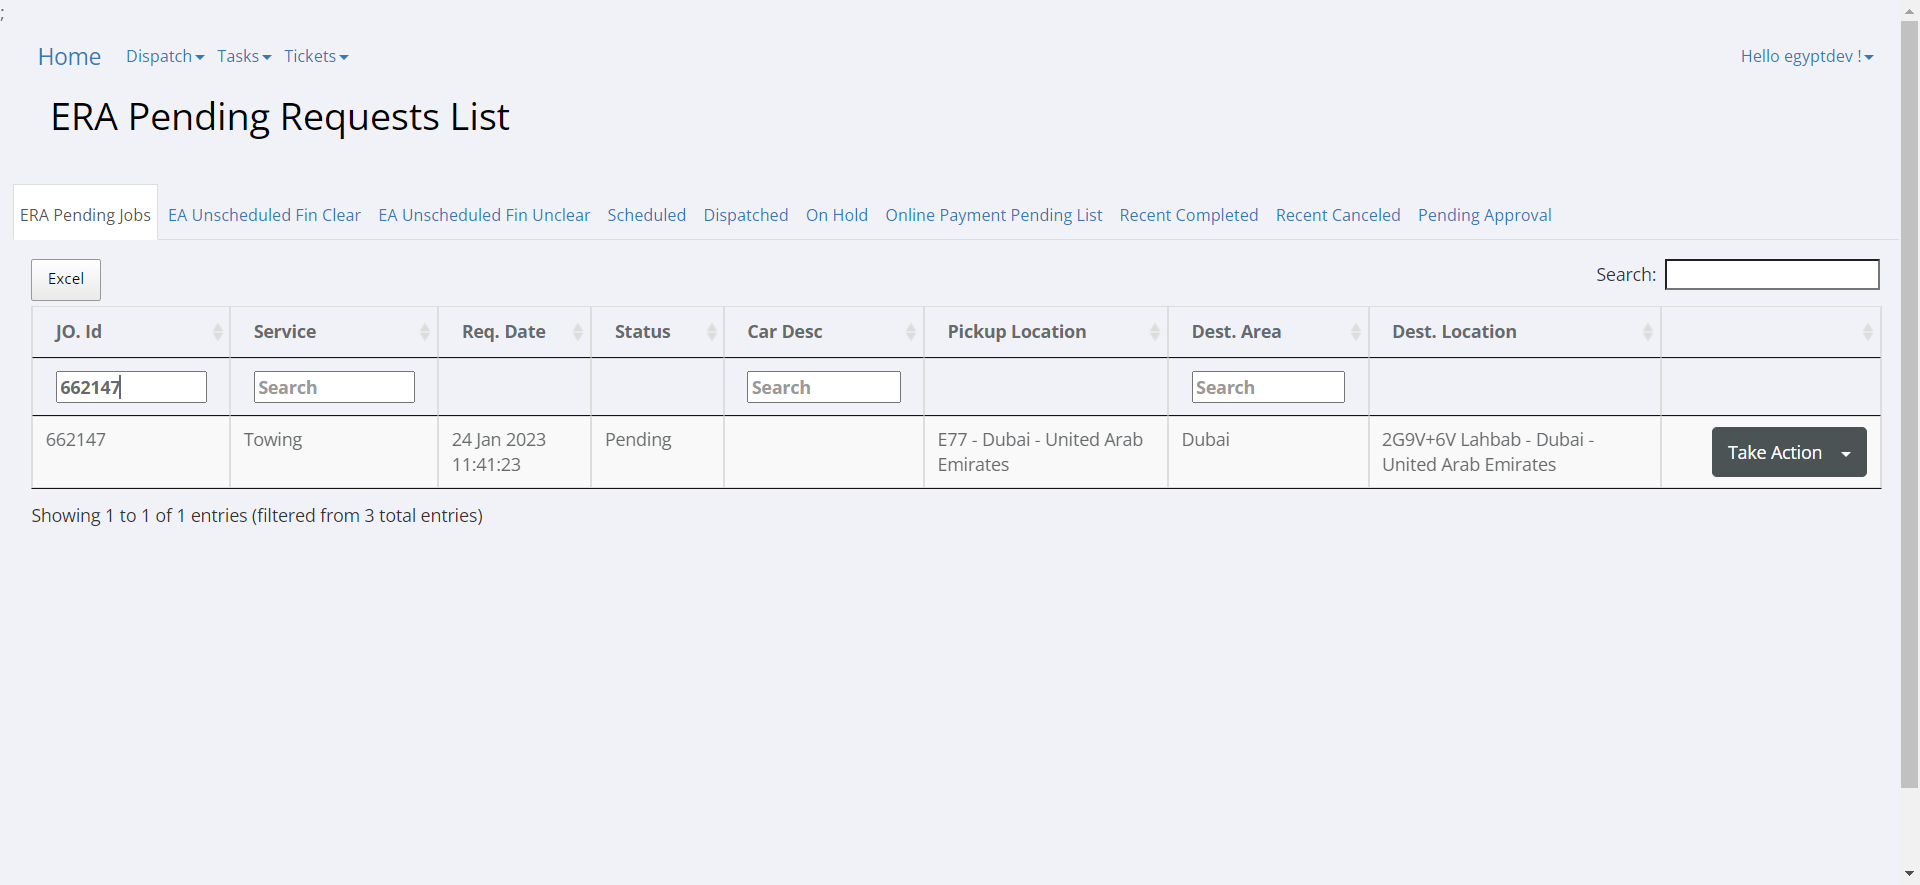 ;
Home Dispatch Tasks Tickets Hello egyptdev !
ERA Pending Requests List
ERA Pending Jobs EA Unscheduled Fin Clear EA Unscheduled Fin Unclear Scheduled Dispatched On Hold Online Payment Pending List Recent Completed Recent Canceled Pending Approval
Excel Search:
JO. Id Service Req. Date Status Car Desc Pickup Location Dest. Area Dest. Location
662147 Search Search Search
662147 Towing 24 Jan 2023 Pending E77 - Dubai - United Arab Dubai 2G9V+6V Lahbab - Dubai - Take Action
11:41:23 Emirates United Arab Emirates
Showing 1 to 1 of 1 entries (filtered from 3 total entries)